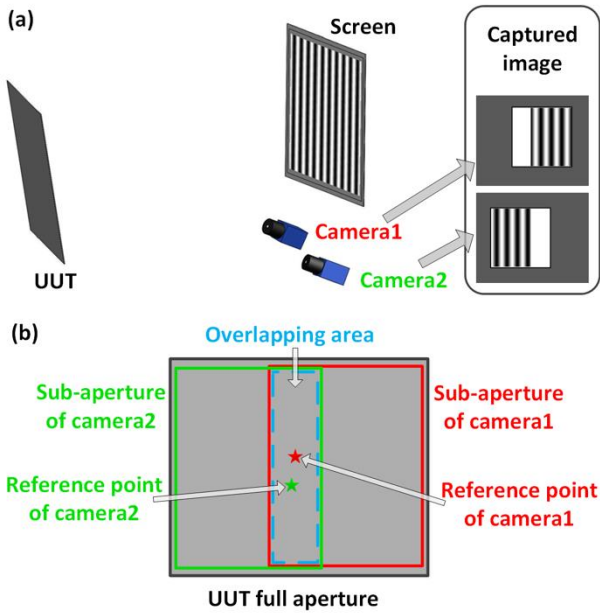 (a)
Screen
Captured
image
Camera1
Camera2
UUT
(b)
Overlapping area
Sub-aperture
of camera2
Sub-aperture
of camera1
Reference point
of camera2
Reference point
of camera1
UUT full aperture